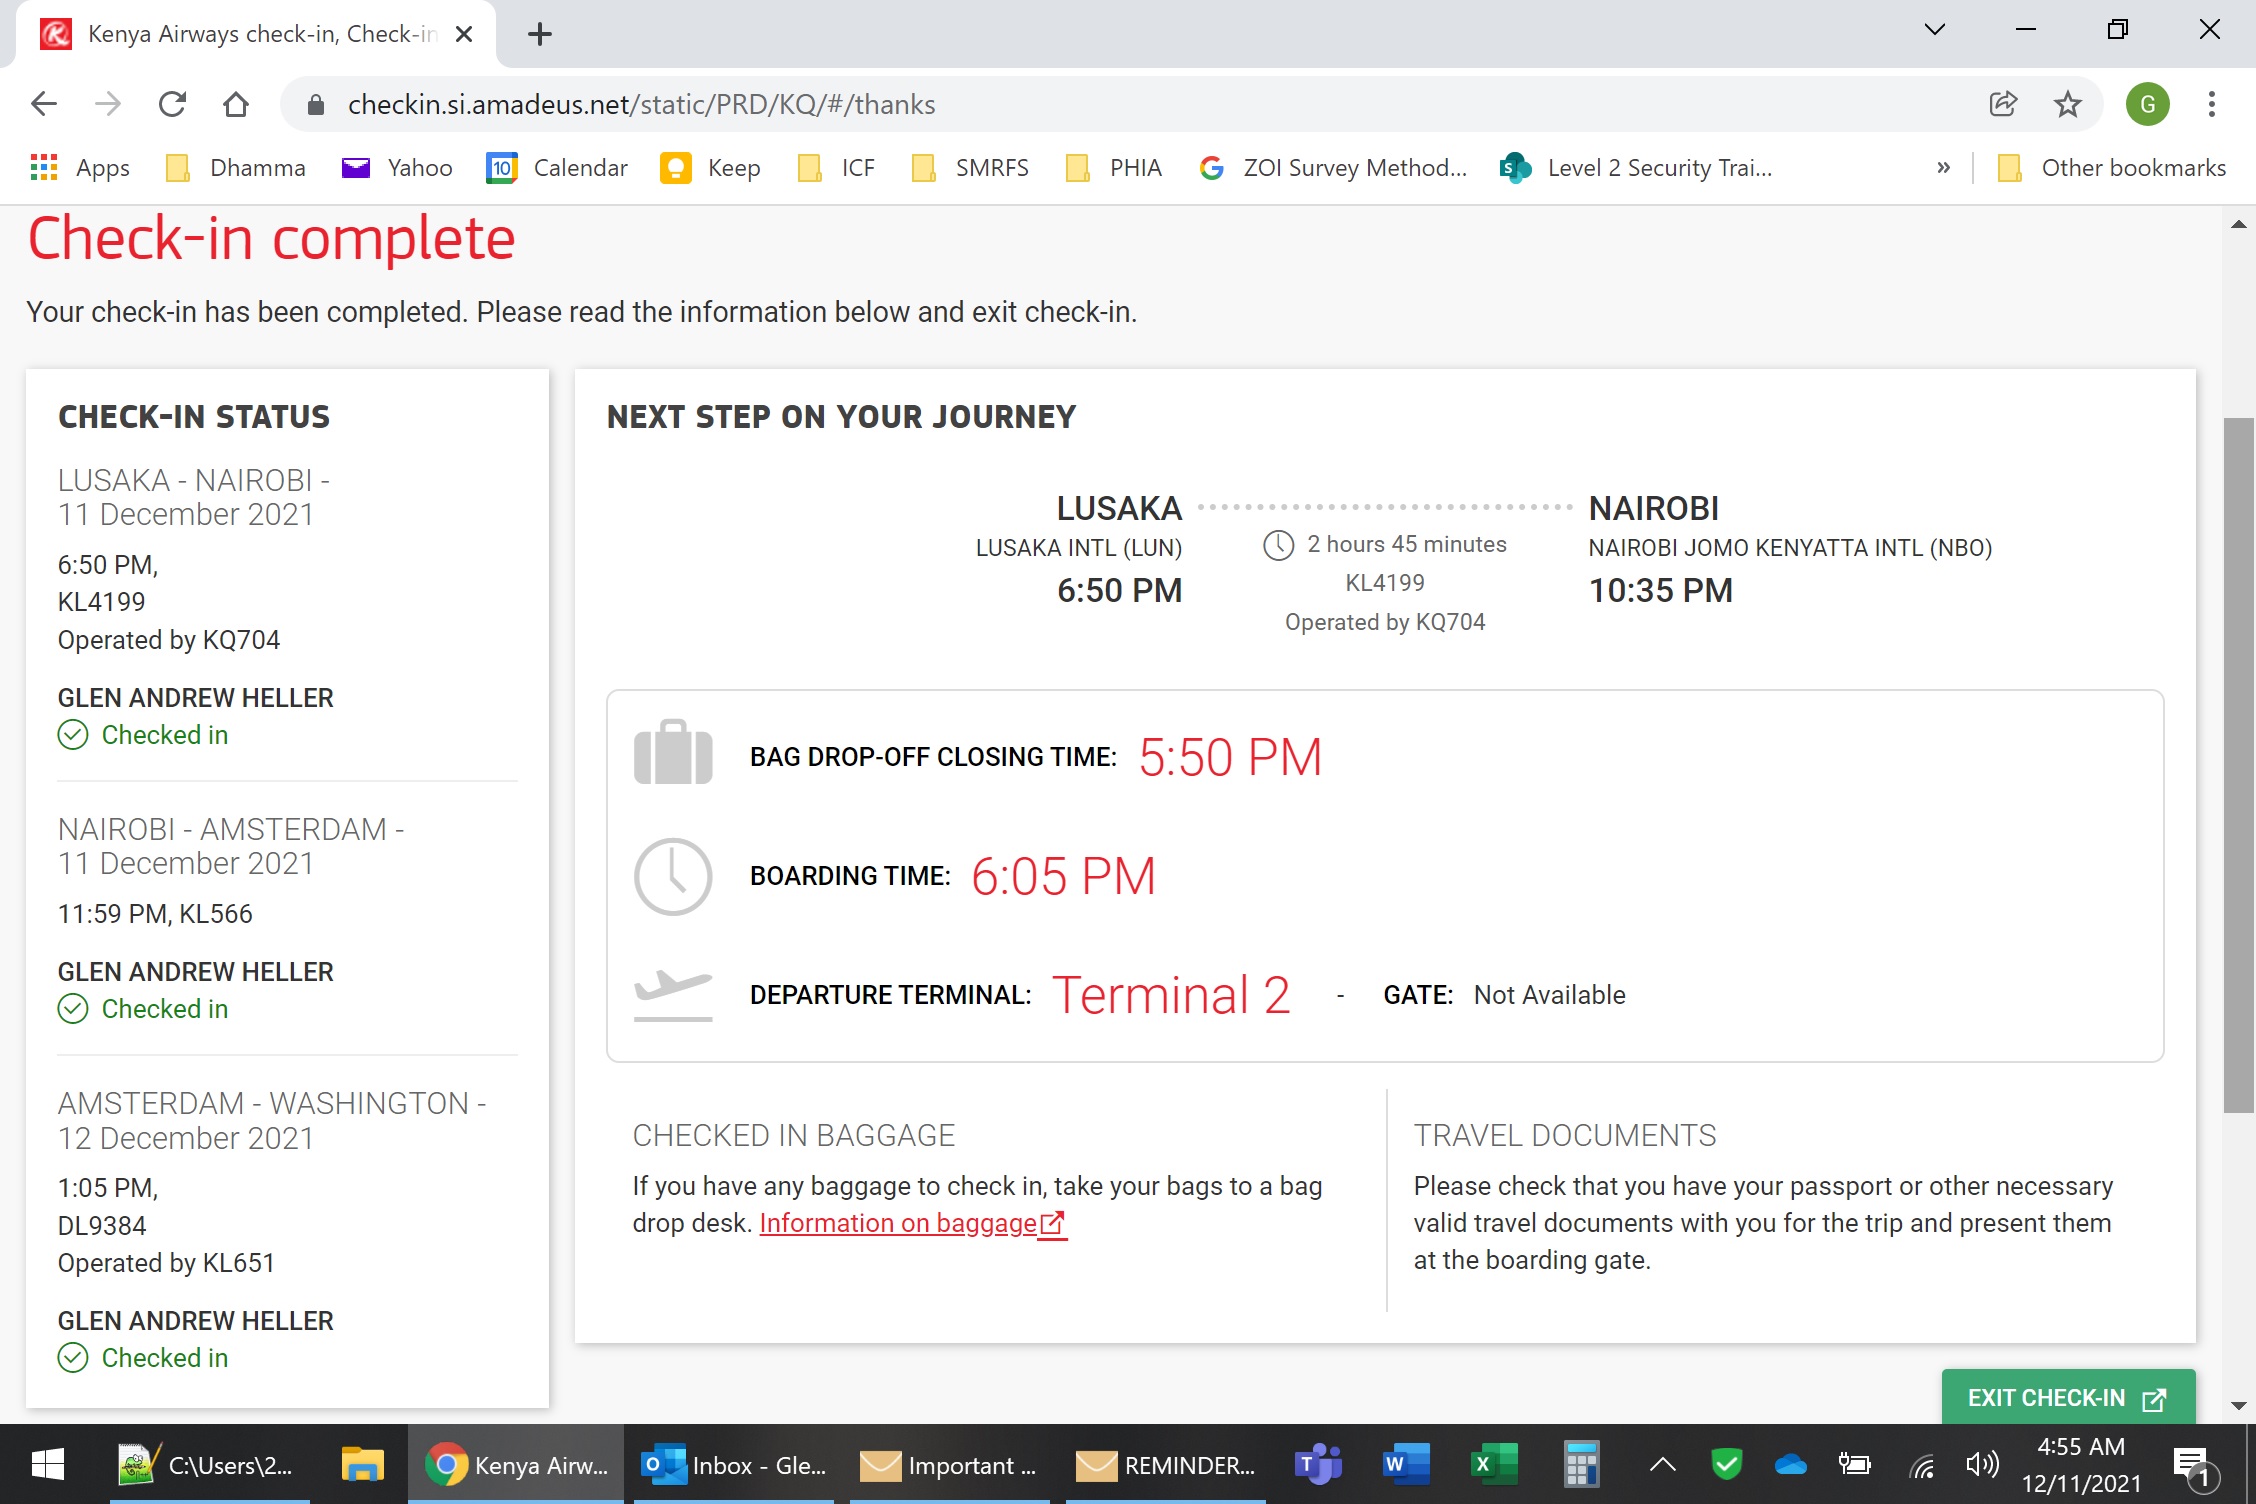 Kenya Airways check-in, Check-in
checkin.si.amadeus.net/static/PRD/KQ/#/thanks
G
Apps
Dhamma
Yahoo
10
Calendar
Keep
ICF
SMRFS
PHIA
ZOI Survey Method...
S
Level 2 Security Trai...
»
Other bookmarks
Check-in complete
Your check-in has been completed. Please read the information below and exit check-in.
CHECK-IN STATUS
LUSAKA - NAIROBI -
11 December 2021
6:50 PM,
KL4199
Operated by KQ704
GLEN ANDREW HELLER
Checked in
NAIROBI - AMSTERDAM -
11 December 2021
11:59 PM, KL566
GLEN ANDREW HELLER
Checked in
AMSTERDAM - WASHINGTON -
12 December 2021
1:05 PM,
DL9384
Operated by KL651
GLEN ANDREW HELLER
Checked in
NEXT STEP ON YOUR JOURNEY
LUSAKA
LUSAKA INTL (LUN)
6:50 PM
2 hours 45 minutes
KL4199
Operated by KQ704
NAIROBI
NAIROBI JOMO KENYATTA INTL (NBO)
10:35 PM
BAG DROP-OFF CLOSING TIME: 5:50 PM
BOARDING TIME: 6:05 PM
DEPARTURE TERMINAL: Terminal 2 - GATE: Not Available
CHECKED IN BAGGAGE
If you have any baggage to check in, take your bags to a bag
drop desk. Information on baggage
TRAVEL DOCUMENTS
Please check that you have your passport or other necessary
valid travel documents with you for the trip and present them
at the boarding gate.
EXIT CHECK-IN
C:\Users\2...
Kenya Airw...
O
Inbox - Gle...
Important ...
REMINDER...
T
W
X
4:55 AM
12/11/2021
1